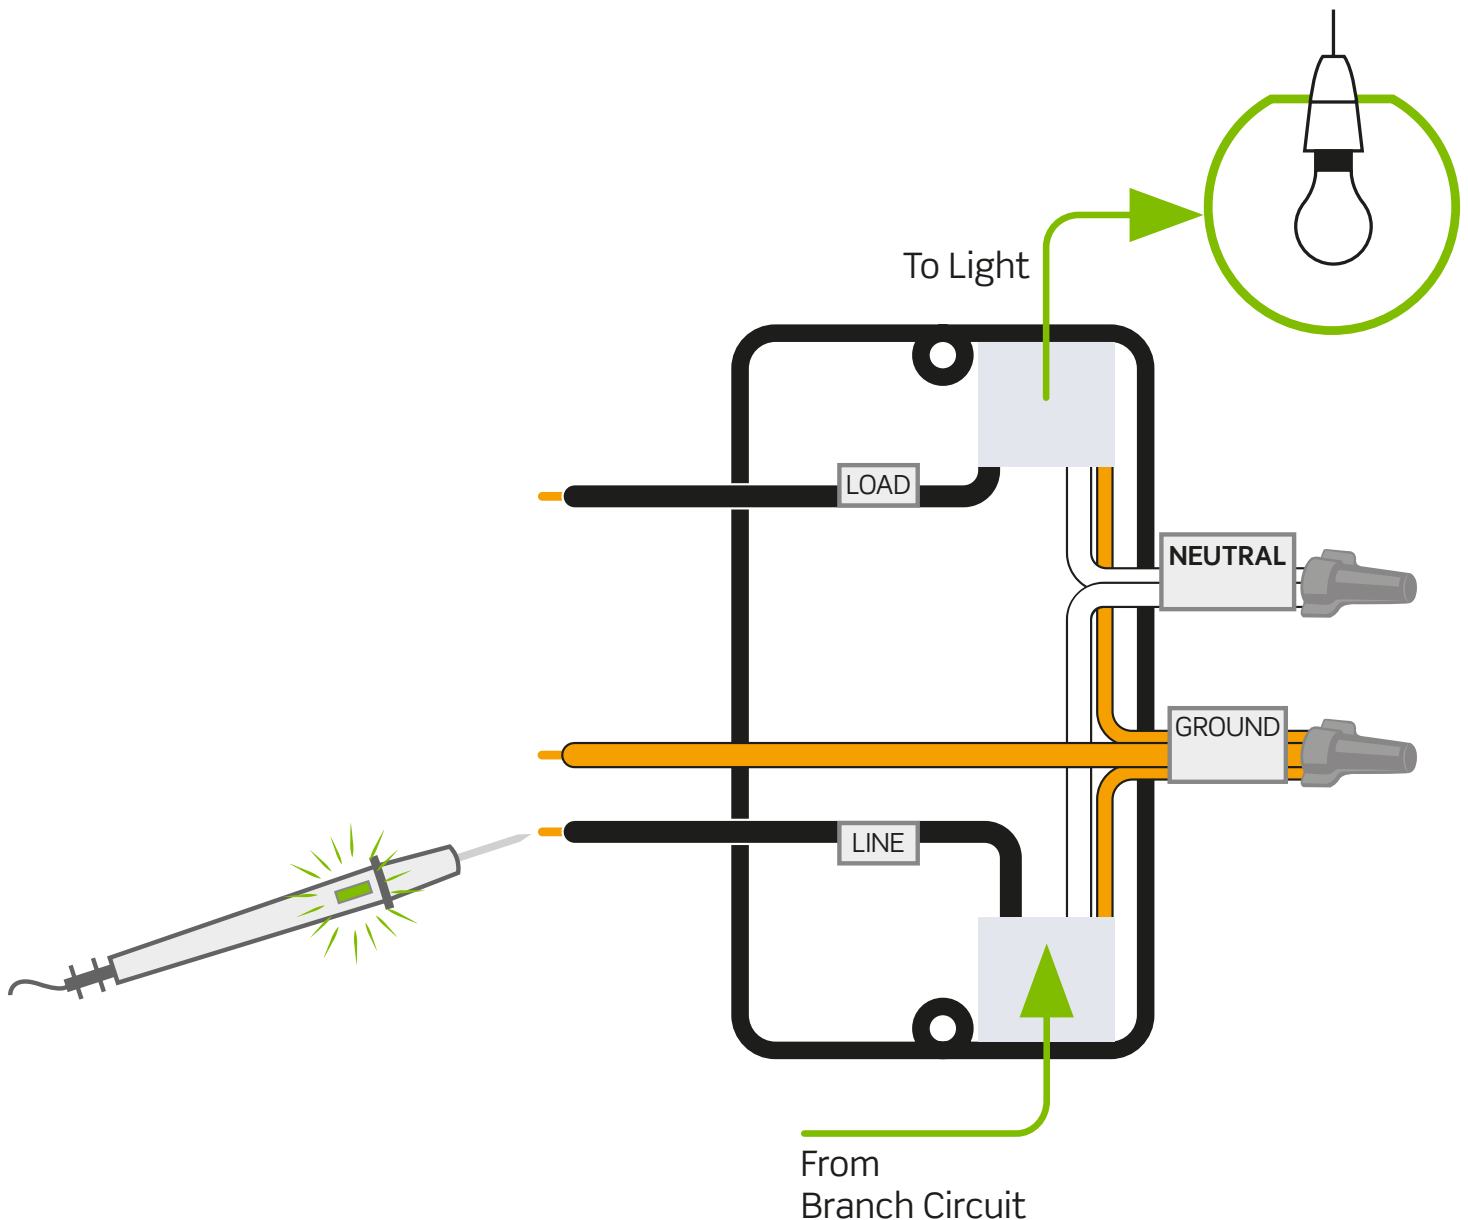 To Light
LOAD
NEUTRAL
GROUND
LINE
From
Branch Circuit